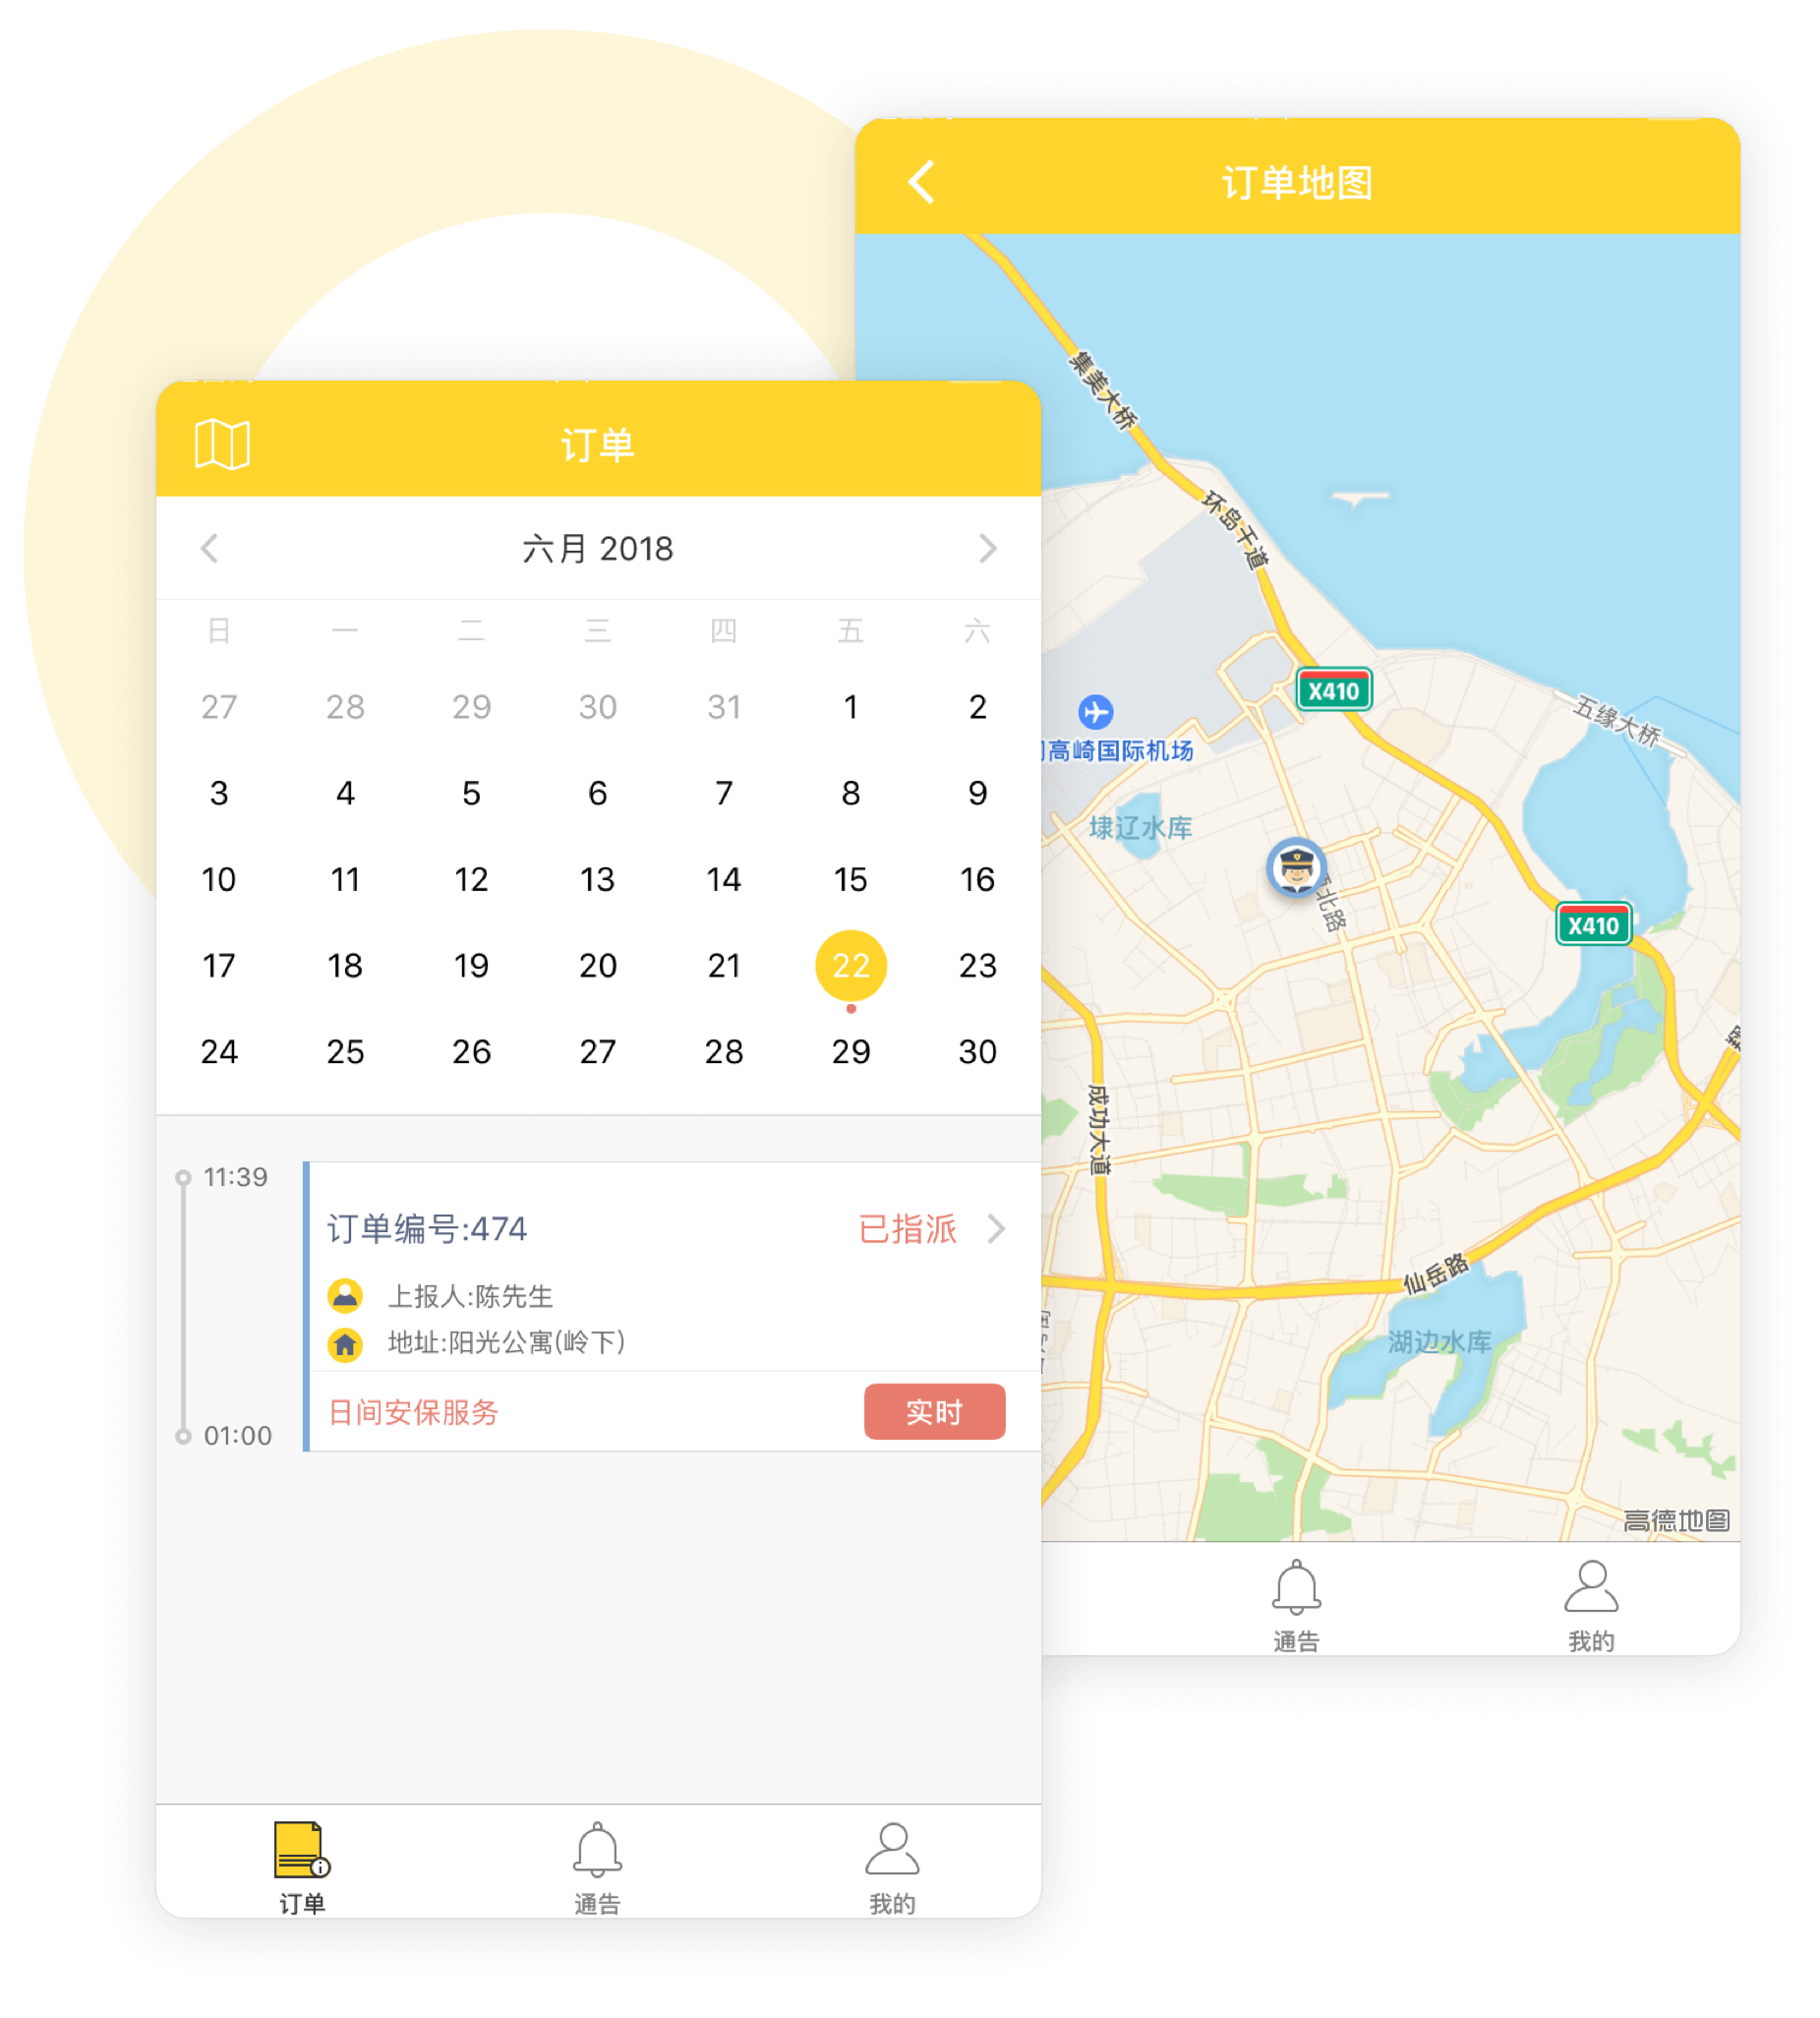 订单地图
集美大桥
环岛干道
X410
五缘大桥
高崎国际机场
埭辽水库
北路
X410
成功大道
仙岳路
湖边水库
高德地图
通告
我的
订单
六月 2018
日 一 二 三 四 五 六
27 28 29 30 31 1 2
3 4 5 6 7 8 9
10 11 12 13 14 15 16
17 18 19 20 21 22 23
24 25 26 27 28 29 30
11:39
订单编号:474 已指派
上报人:陈先生
地址:阳光公寓(岭下)
日间安保服务 实时
01:00
订单 通告 我的